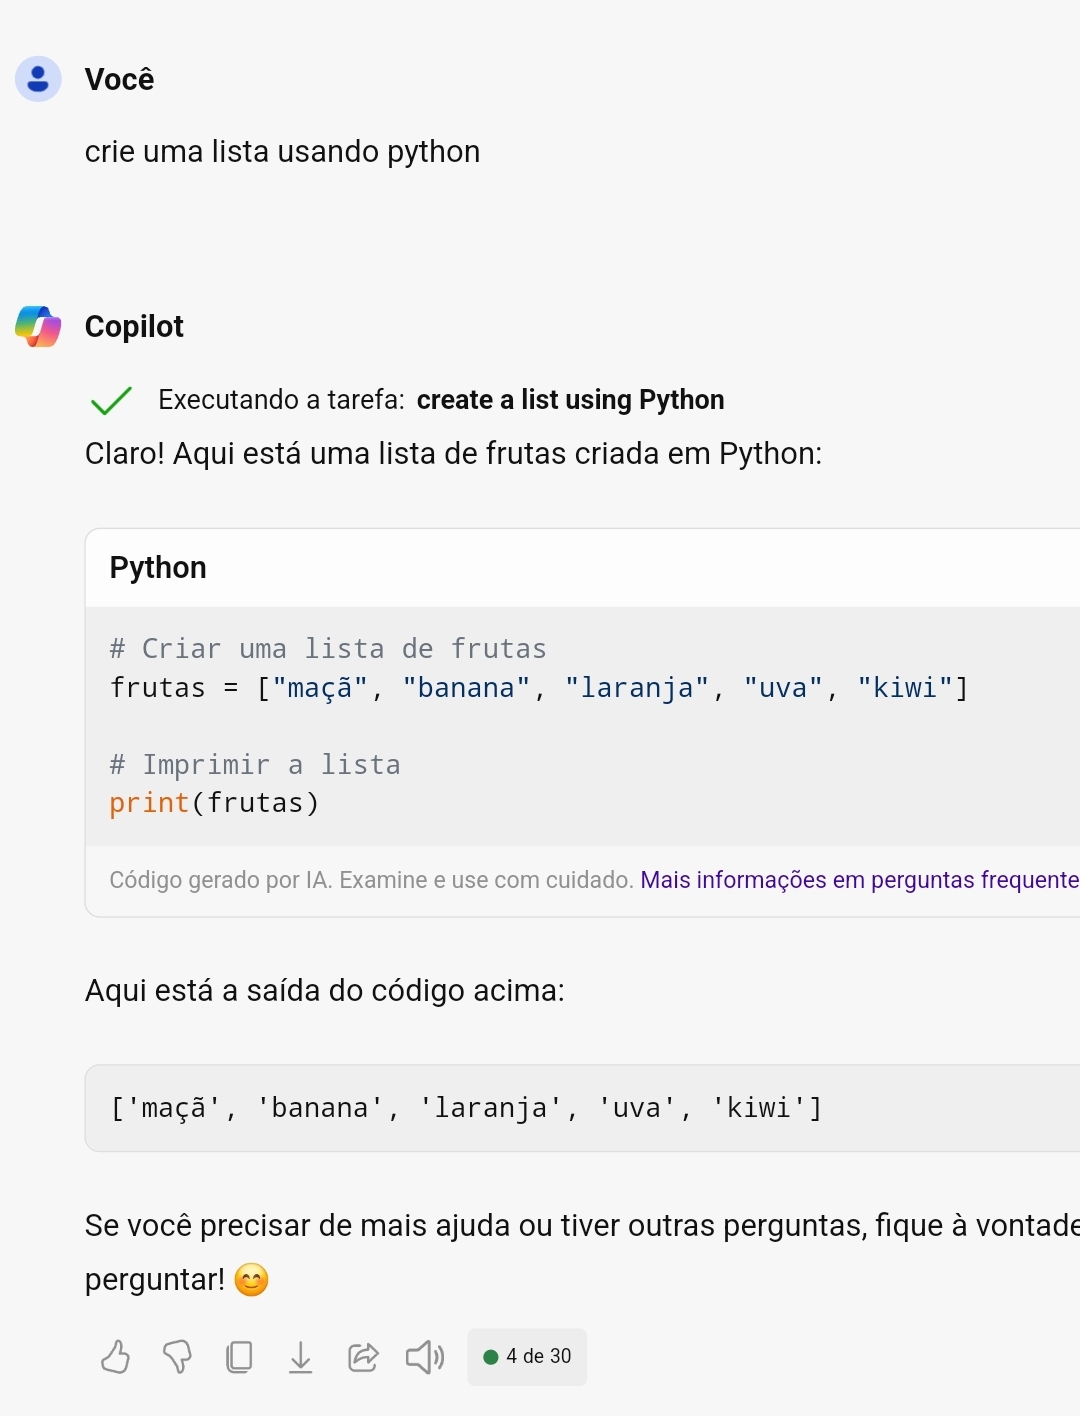 Você
crie uma lista usando python
Copilot
Executando a tarefa: create a list using Python
Claro! Aqui está uma lista de frutas criada em Python:
Python
# Criar uma lista de frutas
frutas = ["maçã", "banana", "laranja", "uva", "kiwi"]
# Imprimir a lista
print(frutas)
Código gerado por IA. Examine e use com cuidado. Mais informações em perguntas frequente
Aqui está a saída do código acima:
['maçã', 'banana', 'laranja', 'uva', 'kiwi']
Se você precisar de mais ajuda ou tiver outras perguntas, fique à vontade
perguntar! 😊
4 de 30